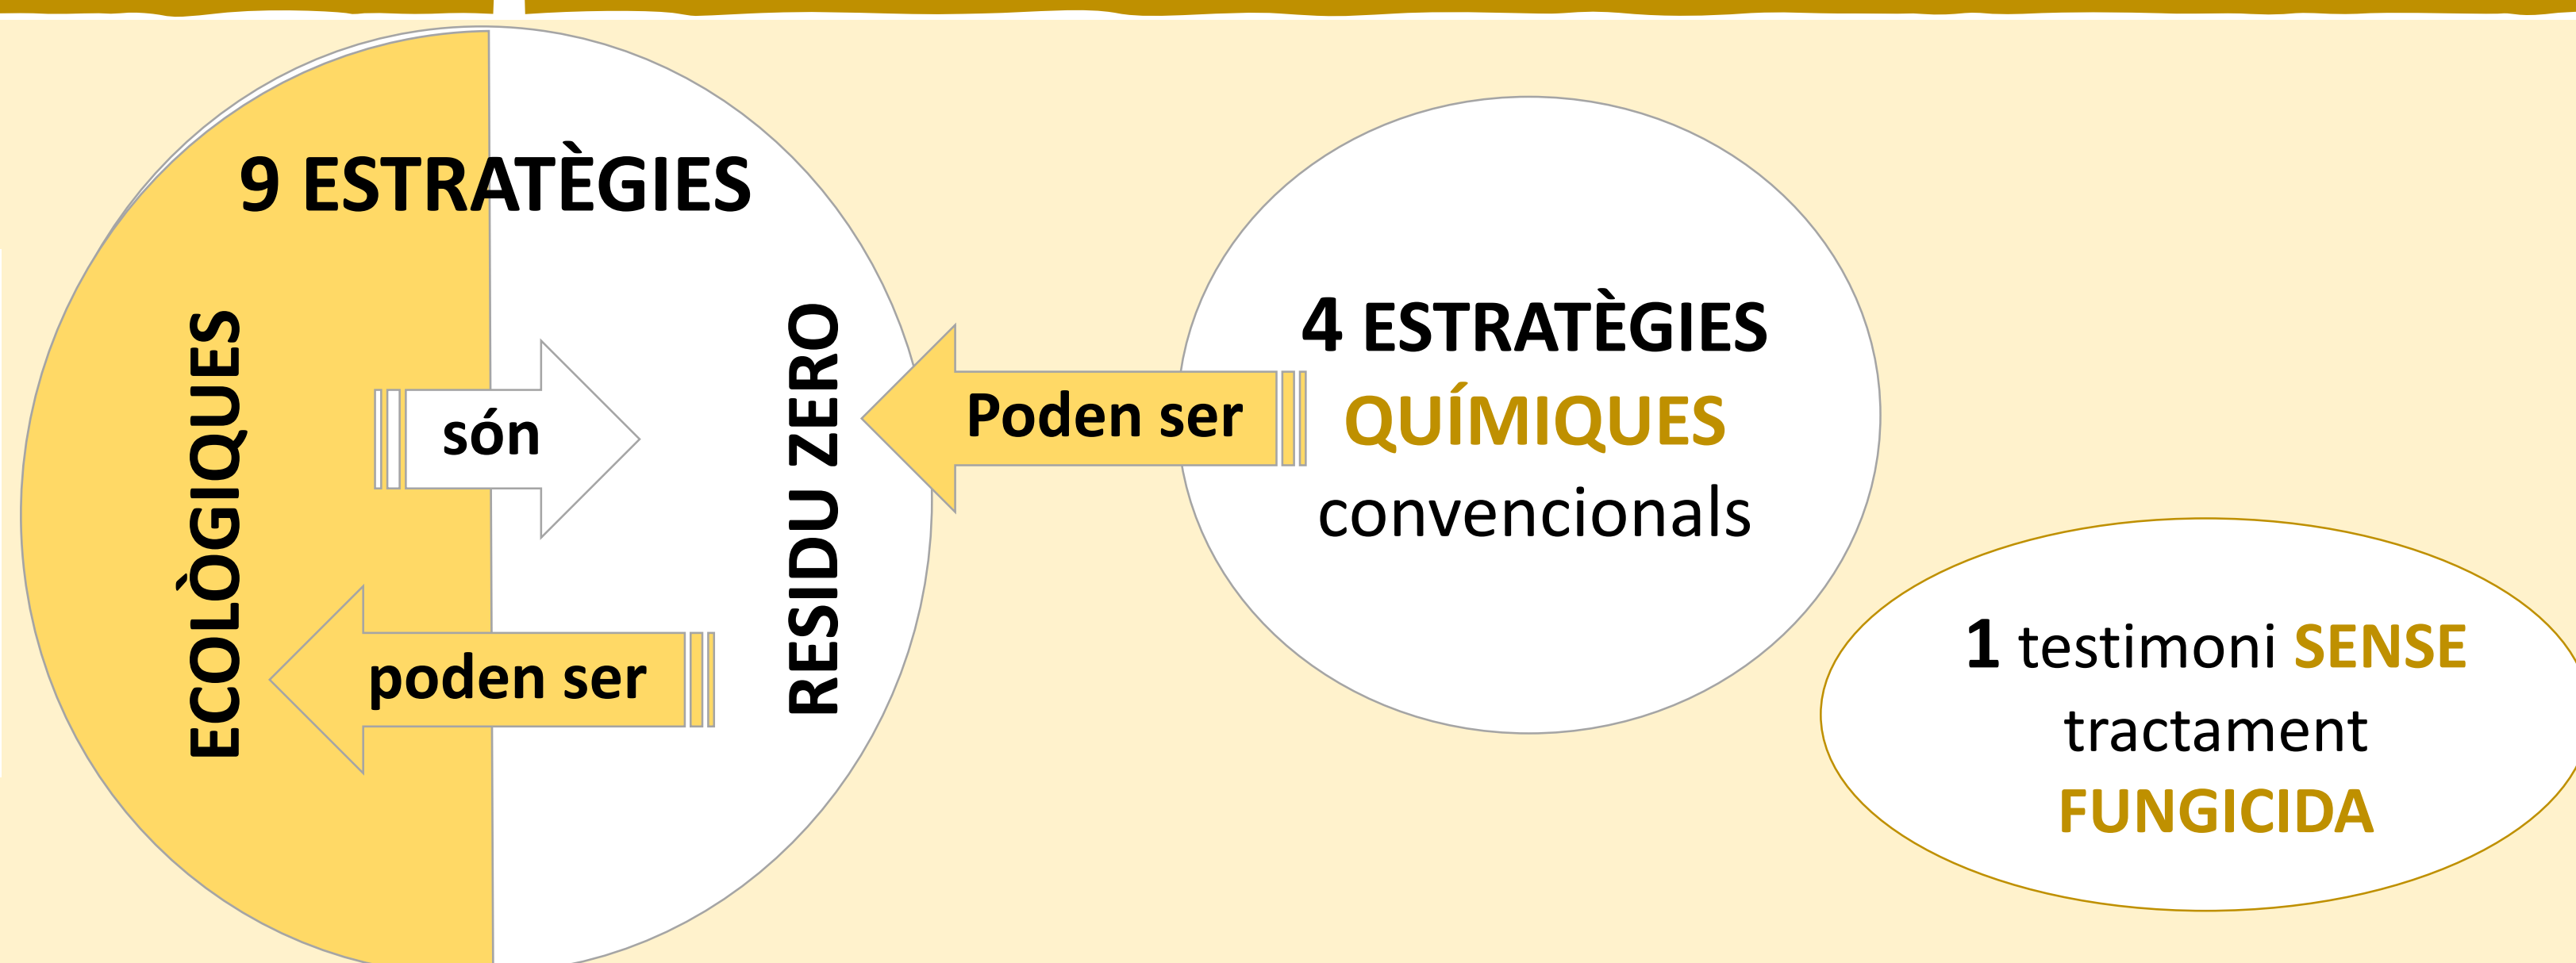 9 ESTRATÈGIES
ECOLÒGIQUES
són
poden ser
RESIDU ZERO
Poden ser
4 ESTRATÈGIES
QUÍMIQUES
convencionals
1 testimoni SENSE
tractament
FUNGICIDA